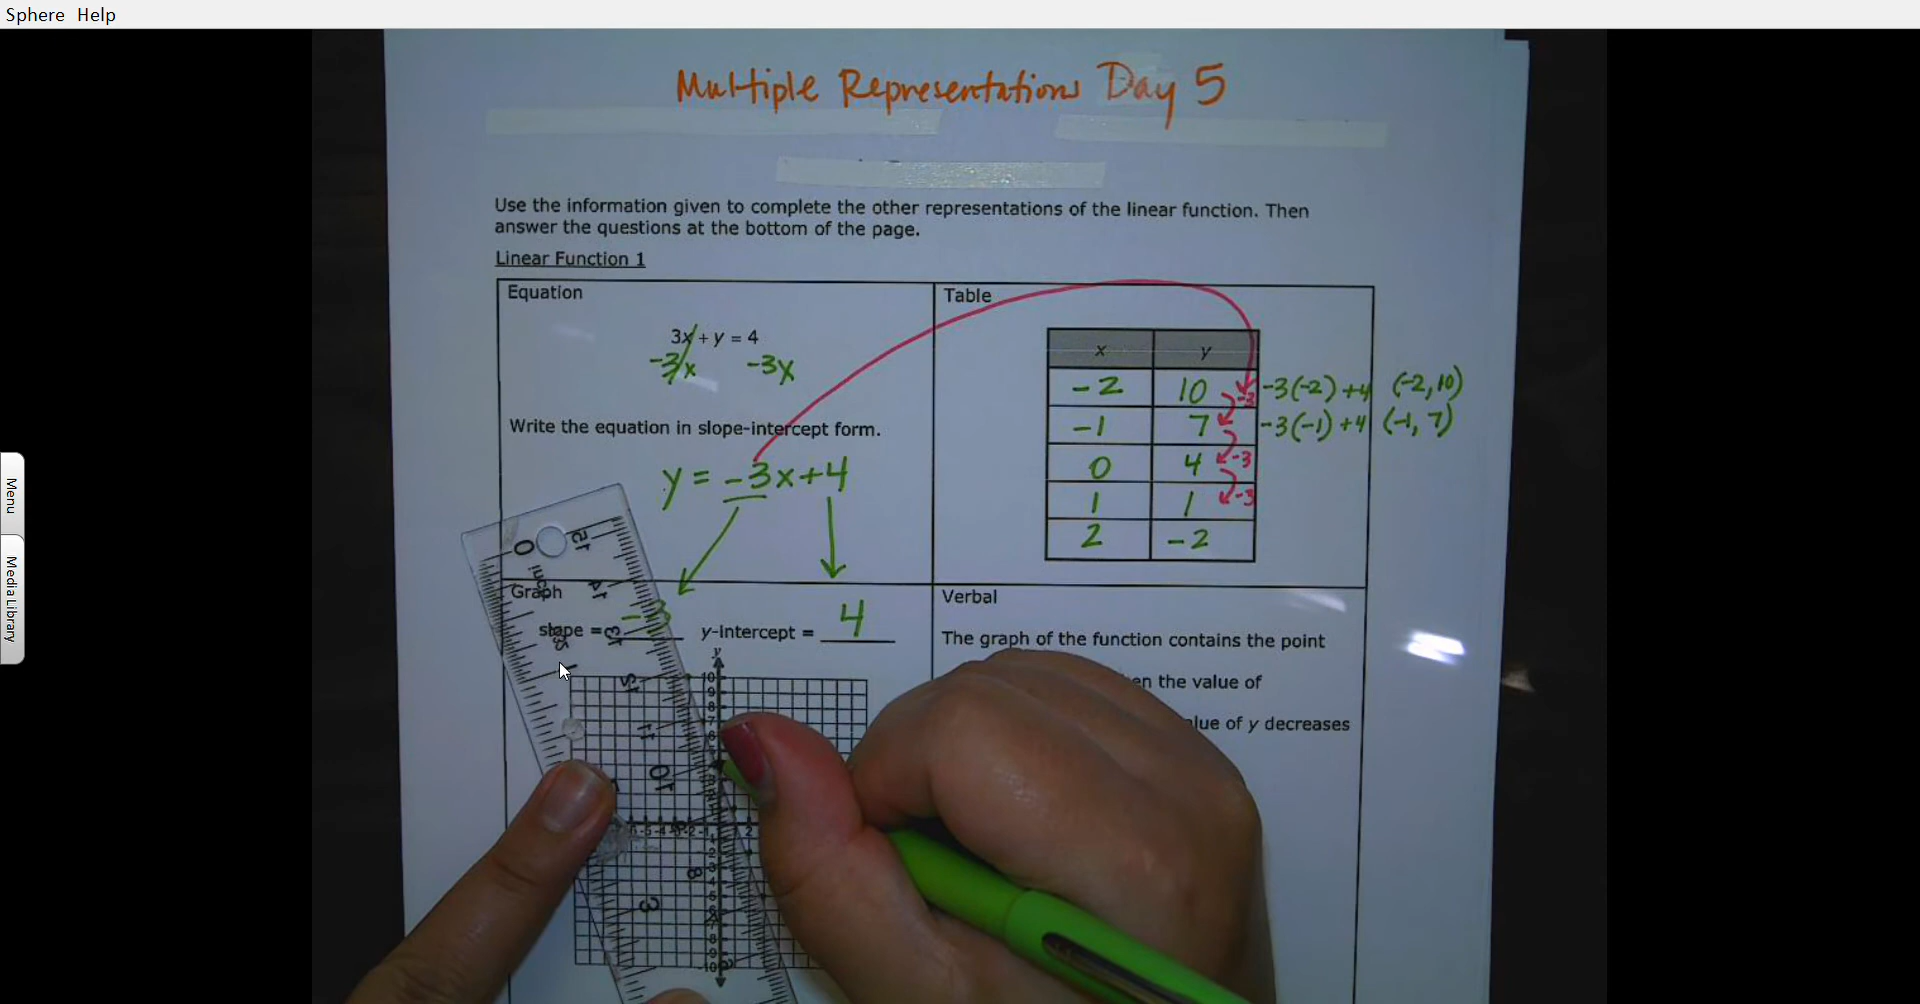 Sphere Help
Multiple Representations Day 5
Use the information given to complete the other representations of the linear function. Then
answer the questions at the bottom of the page.
Linear Function 1
Equation
3x + y = 4
-3x -3x
Write the equation in slope-intercept form.
y = -3x+4
Table
x y
-2 10 -3 -3(-2) +4 (-2, 10)
-1 7 -3(-1) +4 (-1, 7)
0 4 -3
1 1 -3
2 -2
Graph
slope = -3 y-intercept = 4
y
Verbal
The graph of the function contains the point
the value of
of y decreases
Menu
Media Library